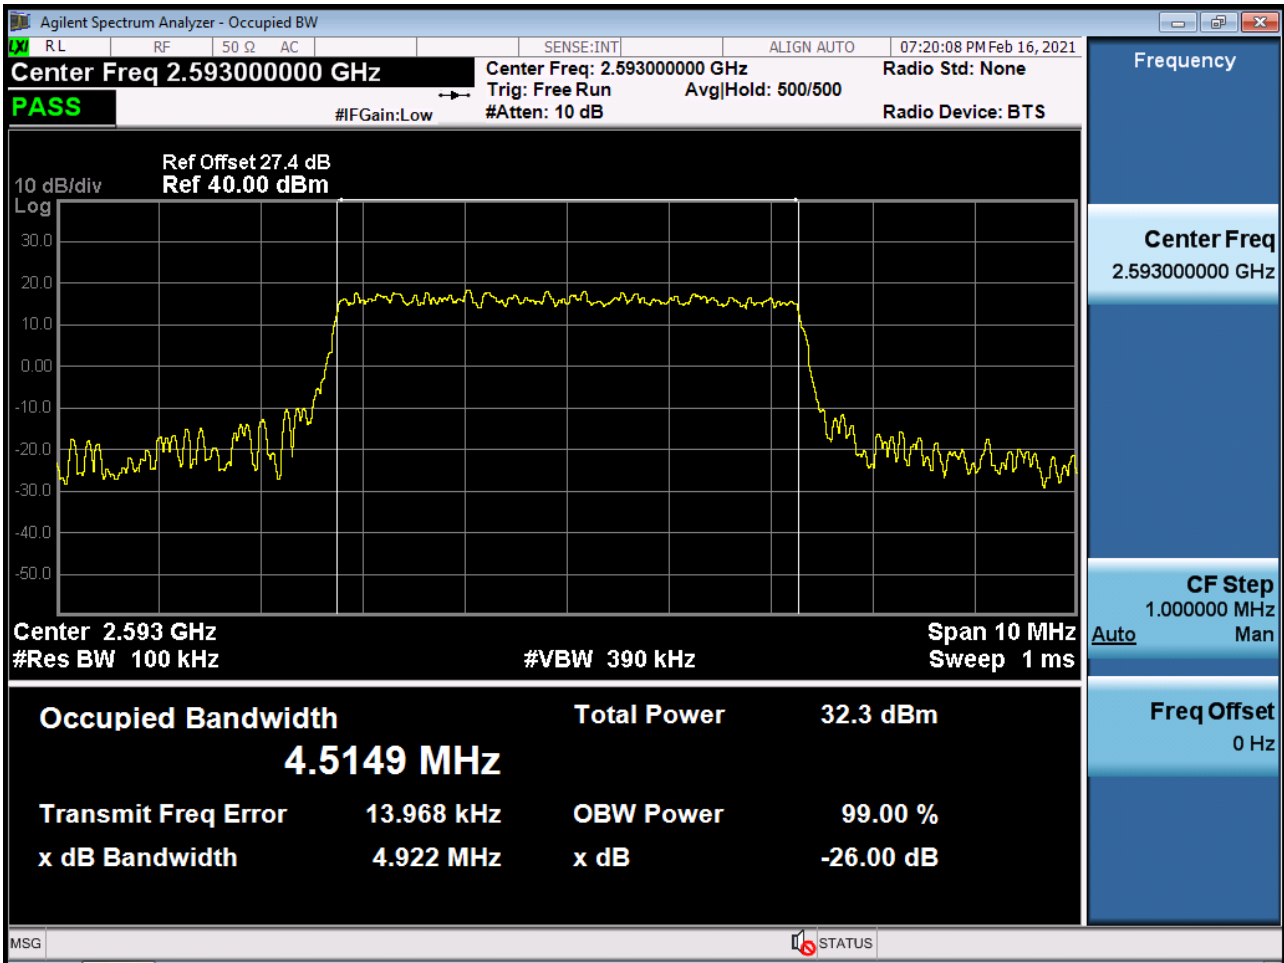 Agilent Spectrum Analyzer - Occupied BW
LXI RL RF 50 Ω AC SENSE:INT ALIGN AUTO 07:20:08 PM Feb 16, 2021
Center Freq 2.593000000 GHz
Center Freq: 2.593000000 GHz
Radio Std: None
Trig: Free Run Avg|Hold: 500/500
PASS
#IFGain:Low
#Atten: 10 dB
Radio Device: BTS
Ref Offset 27.4 dB
10 dB/div Ref 40.00 dBm
Log
30.0
20.0
10.0
0.00
-10.0
-20.0
-30.0
-40.0
-50.0
Center 2.593 GHz Span 10 MHz
#Res BW 100 kHz #VBW 390 kHz Sweep 1 ms
Occupied Bandwidth Total Power 32.3 dBm
4.5149 MHz
Transmit Freq Error 13.968 kHz OBW Power 99.00 %
x dB Bandwidth 4.922 MHz x dB -26.00 dB
MSG STATUS
Frequency
Center Freq
2.593000000 GHz
CF Step
1.000000 MHz
Auto Man
Freq Offset
0 Hz